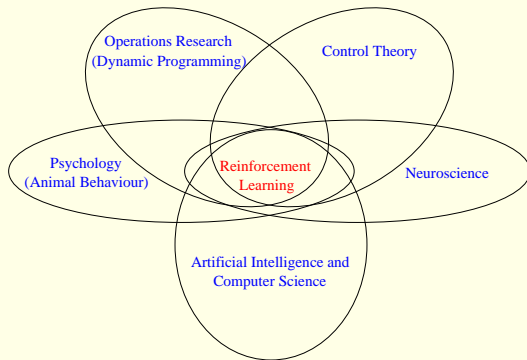 Operations Research
(Dynamic Programming)
Control Theory
Psychology
(Animal Behaviour)
Reinforcement
Learning
Neuroscience
Artificial Intelligence and
Computer Science